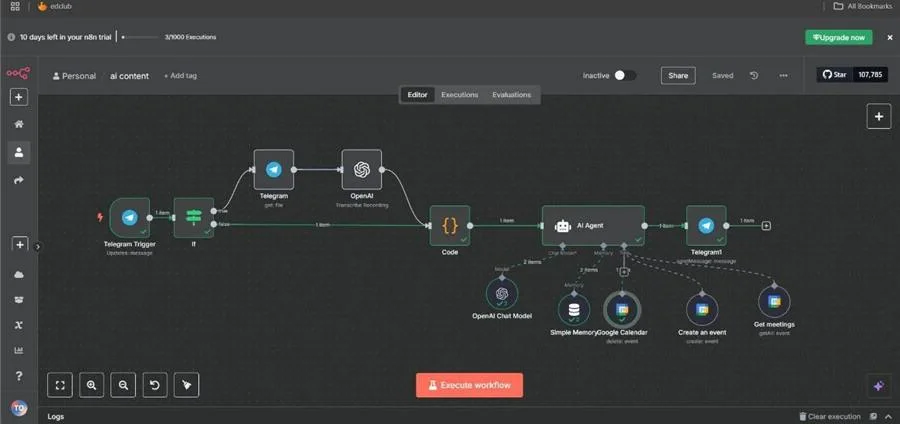 edclub
All Bookmarks
10 days left in your n8n trial
3/1000 Executions
Upgrade now
Personal / ai content + Add tag
Inactive
Share
Saved
Star 107,785
Editor Executions Evaluations
Telegram
get: file
OpenAI
Transcribe Recording
1 item
Telegram Trigger
Updates: message
If
true
false
1 item
Code
1 item
AI Agent
Chat Model*
Memory
1 item
Telegram1
sendMessage: message
1 item
Model
2 items
OpenAI Chat Model
Memory
2 items
Simple Memory
Google Calendar
delete: event
Create an event
create: event
Get meetings
getAll: event
Execute workflow
TO
Logs
Clear execution